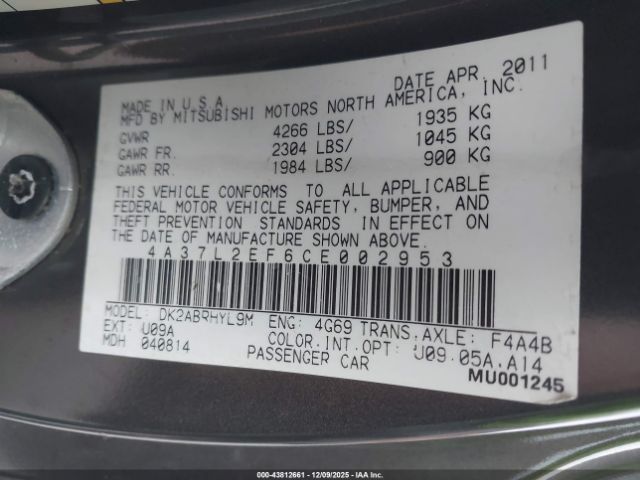 DATE APR. 2011
MADE IN U.S.A.
MFD BY MITSUBISHI MOTORS NORTH AMERICA, INC.
GVWR 4266 LBS/ 1935 KG
GAWR FR. 2304 LBS/ 1045 KG
GAWR RR. 1984 LBS/ 900 KG
THIS VEHICLE CONFORMS TO ALL APPLICABLE
FEDERAL MOTOR VEHICLE SAFETY, BUMPER, AND
THEFT PREVENTION STANDARDS IN EFFECT ON
THE DATE OF MANUFACTURE SHOWN ABOVE.
4A37L2EF6CE002953
MODEL: DK2ABRHYL9M ENG: 4G69 TRANS.AXLE: F4A4B
EXT: U09A COLOR.INT.OPT: U09.05A.A14
MDH 040814 PASSENGER CAR
MU001245
00-43812661 - 12/09/2025 - IAAI.COM